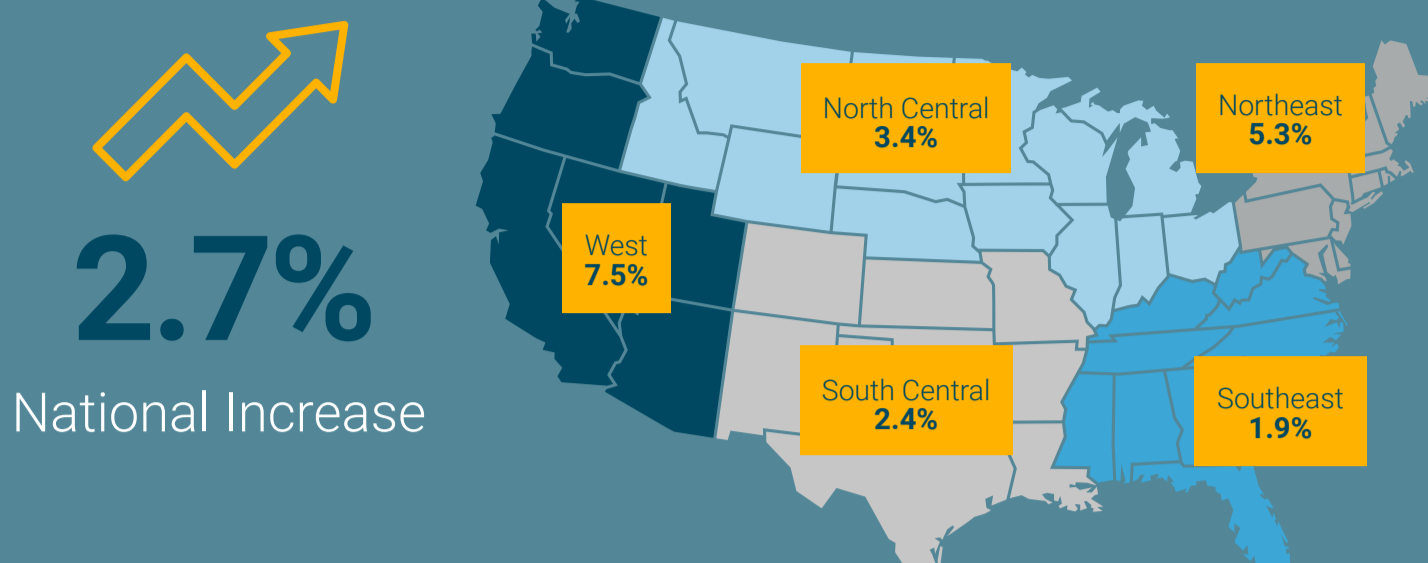 2.7%
National Increase
West
7.5%
North Central
3.4%
South Central
2.4%
Northeast
5.3%
Southeast
1.9%